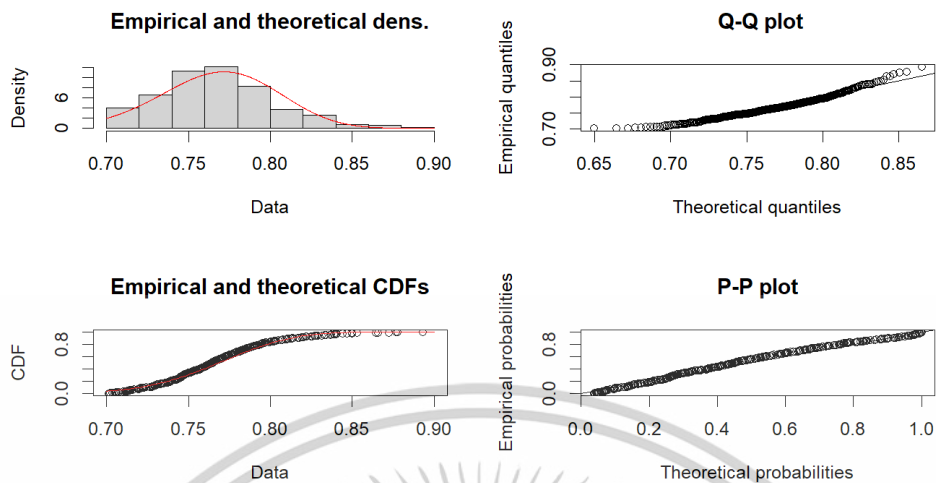 Empirical and theoretical dens.
Density
0 6
0.70 0.75 0.80 0.85 0.90
Data
Q-Q plot
Empirical quantiles
0.70 0.90
0.65 0.70 0.75 0.80 0.85
Theoretical quantiles
Empirical and theoretical CDFs
CDF
0.0 0.8
0.70 0.75 0.80 0.85 0.90
Data
P-P plot
Empirical probabilities
0.0 0.8
0.0 0.2 0.4 0.6 0.8 1.0
Theoretical probabilities